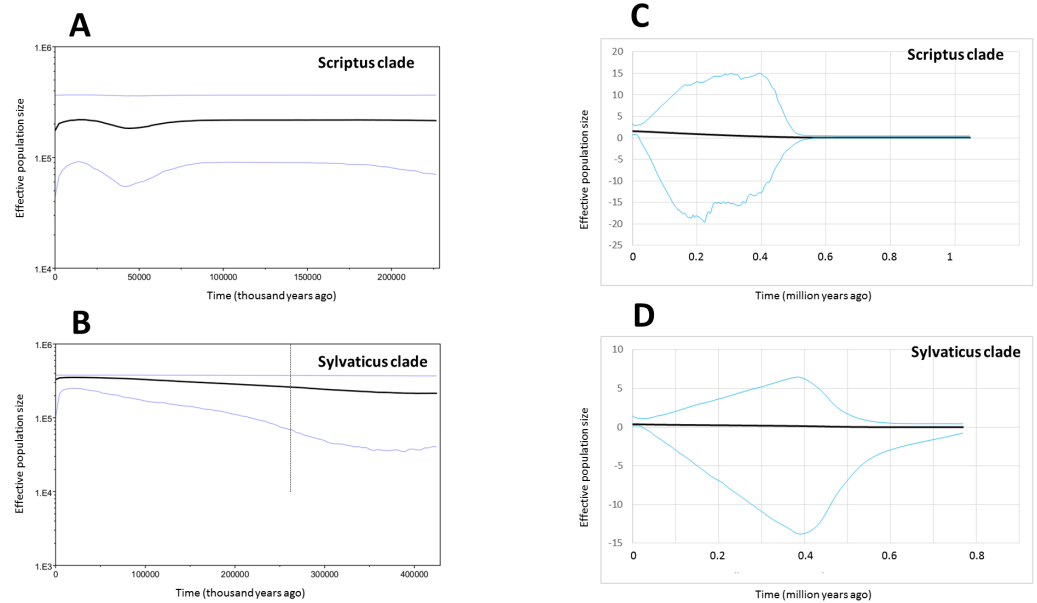 A
Scriptus clade
1.E6
1.E5
1.E4
Effective population size
0 50000 100000 150000 200000
Time (thousand years ago)
B
Sylvaticus clade
1.E6
1.E5
1.E4
1.E3
Effective population size
0 100000 200000 300000 400000
Time (thousand years ago)
C
Scriptus clade
20
15
10
5
0
-5
-10
-15
-20
-25
Effective population size
0 0.2 0.4 0.6 0.8 1
Time (million years ago)
D
Sylvaticus clade
10
5
0
-5
-10
-15
Effective population size
0 0.2 0.4 0.6 0.8
Time (million years ago)